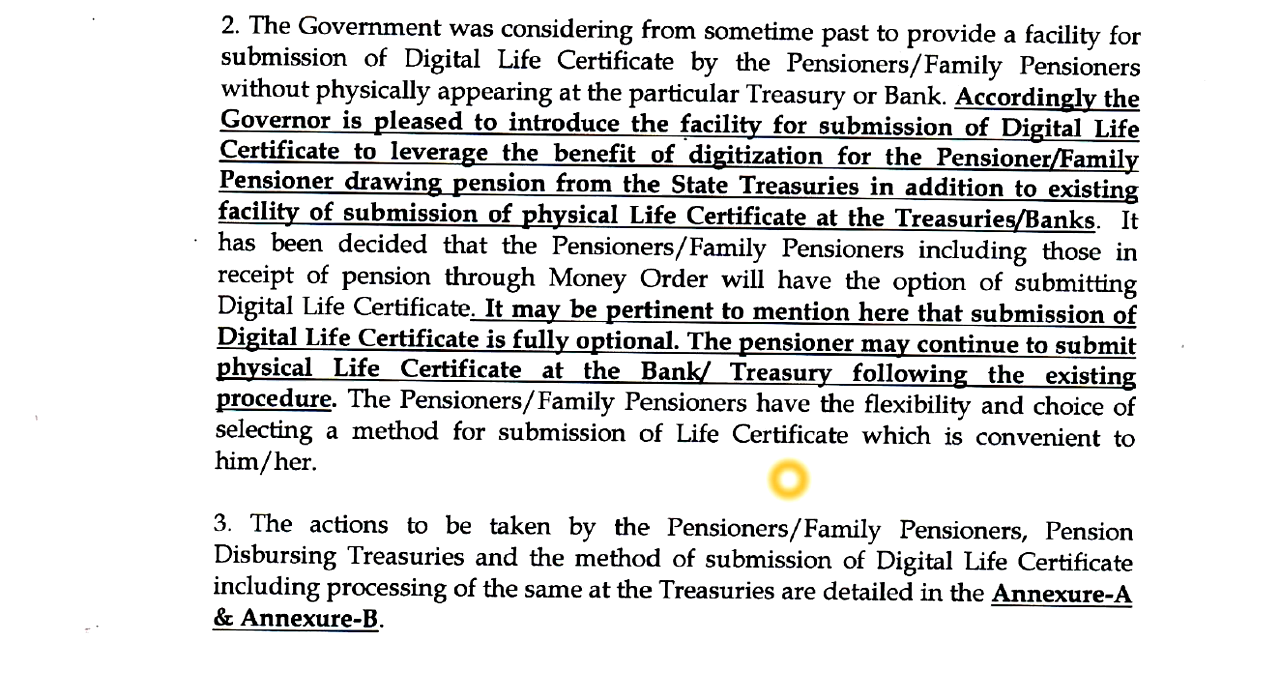 2. The Government was considering from sometime past to provide a facility for
submission of Digital Life Certificate by the Pensioners/Family Pensioners
without physically appearing at the particular Treasury or Bank. Accordingly the
Governor is pleased to introduce the facility for submission of Digital Life
Certificate to leverage the benefit of digitization for the Pensioner/Family
Pensioner drawing pension from the State Treasuries in addition to existing
facility of submission of physical Life Certificate at the Treasuries/Banks. It
has been decided that the Pensioners/Family Pensioners including those in
receipt of pension through Money Order will have the option of submitting
Digital Life Certificate. It may be pertinent to mention here that submission of
Digital Life Certificate is fully optional. The pensioner may continue to submit
physical Life Certificate at the Bank/ Treasury following the existing
procedure. The Pensioners/Family Pensioners have the flexibility and choice of
selecting a method for submission of Life Certificate which is convenient to
him/her.
3. The actions to be taken by the Pensioners/Family Pensioners, Pension
Disbursing Treasuries and the method of submission of Digital Life Certificate
including processing of the same at the Treasuries are detailed in the Annexure-A
& Annexure-B.